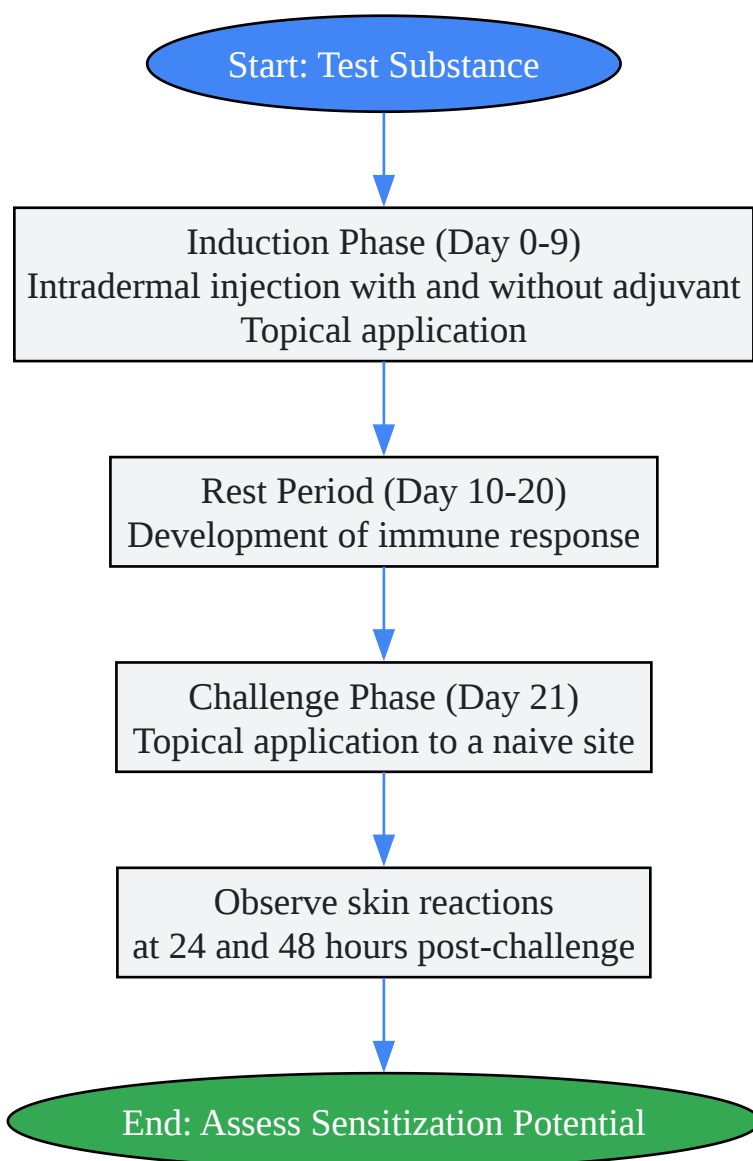 Start: Test Substance
Induction Phase (Day 0-9)
Intradermal injection with and without adjuvant
Topical application
Rest Period (Day 10-20)
Development of immune response
Challenge Phase (Day 21)
Topical application to a naive site
Observe skin reactions
at 24 and 48 hours post-challenge
End: Assess Sensitization Potential